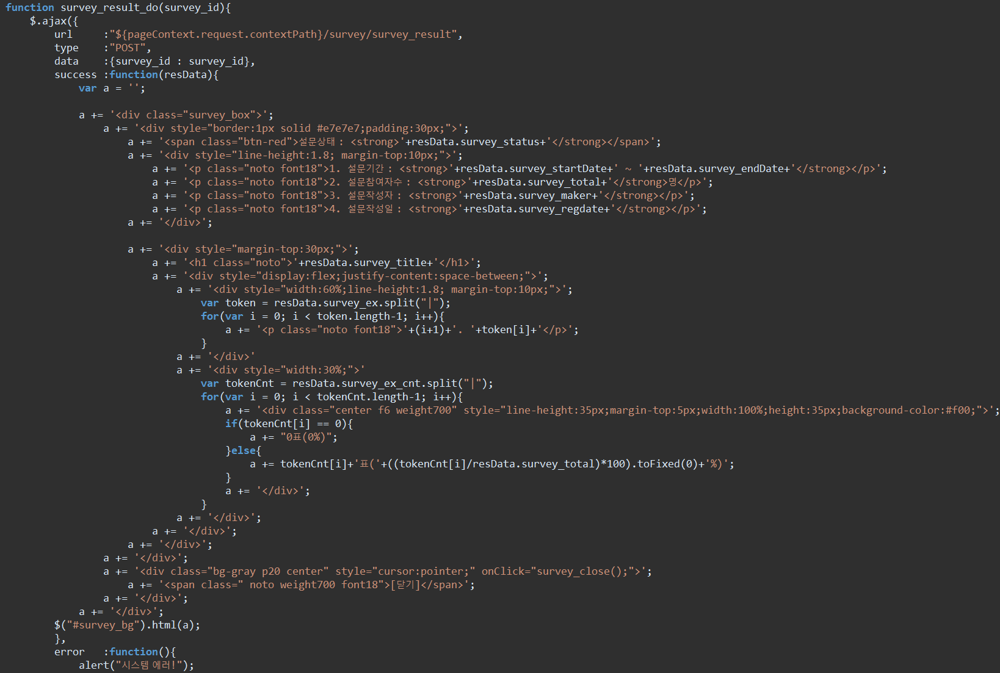 function survey_result_do(survey_id){
$.ajax({
url :"${pageContext.request.contextPath}/survey/survey_result",
type :"POST",
data :{survey_id : survey_id},
success :function(resData){
var a = '';
a += '<div class="survey_box">';
a += '<div style="border:1px solid #e7e7e7;padding:30px;">';
a += '<span class="btn-red">설문상태 : <strong>'+resData.survey_status+'</strong></span>';
a += '<div style="line-height:1.8; margin-top:10px;">';
a += '<p class="noto font18">1. 설문기간 : <strong>'+resData.survey_startDate+' ~ '+resData.survey_endDate+'</strong></p>';
a += '<p class="noto font18">2. 설문참여자수 : <strong>'+resData.survey_total+'</strong>명</p>';
a += '<p class="noto font18">3. 설문작성자 : <strong>'+resData.survey_maker+'</strong></p>';
a += '<p class="noto font18">4. 설문작성일 : <strong>'+resData.survey_regdate+'</strong></p>';
a += '</div>';
a += '<div style="margin-top:30px;">';
a += '<h1 class="noto">'+resData.survey_title+'</h1>';
a += '<div style="display:flex;justify-content:space-between;">';
a += '<div style="width:60%;line-height:1.8; margin-top:10px;">';
var token = resData.survey_ex.split("|");
for(var i = 0; i < token.length-1; i++){
a += '<p class="noto font18">'+(i+1)+'. '+token[i]+'</p>';
}
a += '</div>'
a += '<div style="width:30%;">'
var tokenCnt = resData.survey_ex_cnt.split("|");
for(var i = 0; i < tokenCnt.length-1; i++){
a += '<div class="center f6 weight700" style="line-height:35px;margin-top:5px;width:100%;height:35px;background-color:#f00;">';
if(tokenCnt[i] == 0){
a += "0표(0%)";
}else{
a += tokenCnt[i]+'표('+((tokenCnt[i]/resData.survey_total)*100).toFixed(0)+'%)';
}
a += '</div>';
}
a += '</div>';
a += '</div>';
a += '</div>';
a += '</div>';
a += '<div class="bg-gray p20 center" style="cursor:pointer;" onClick="survey_close();">';
a += '<span class=" noto weight700 font18">[닫기]</span>';
a += '</div>';
a += '</div>';
$("#survey_bg").html(a);
},
error :function(){
alert("시스템 에러!");